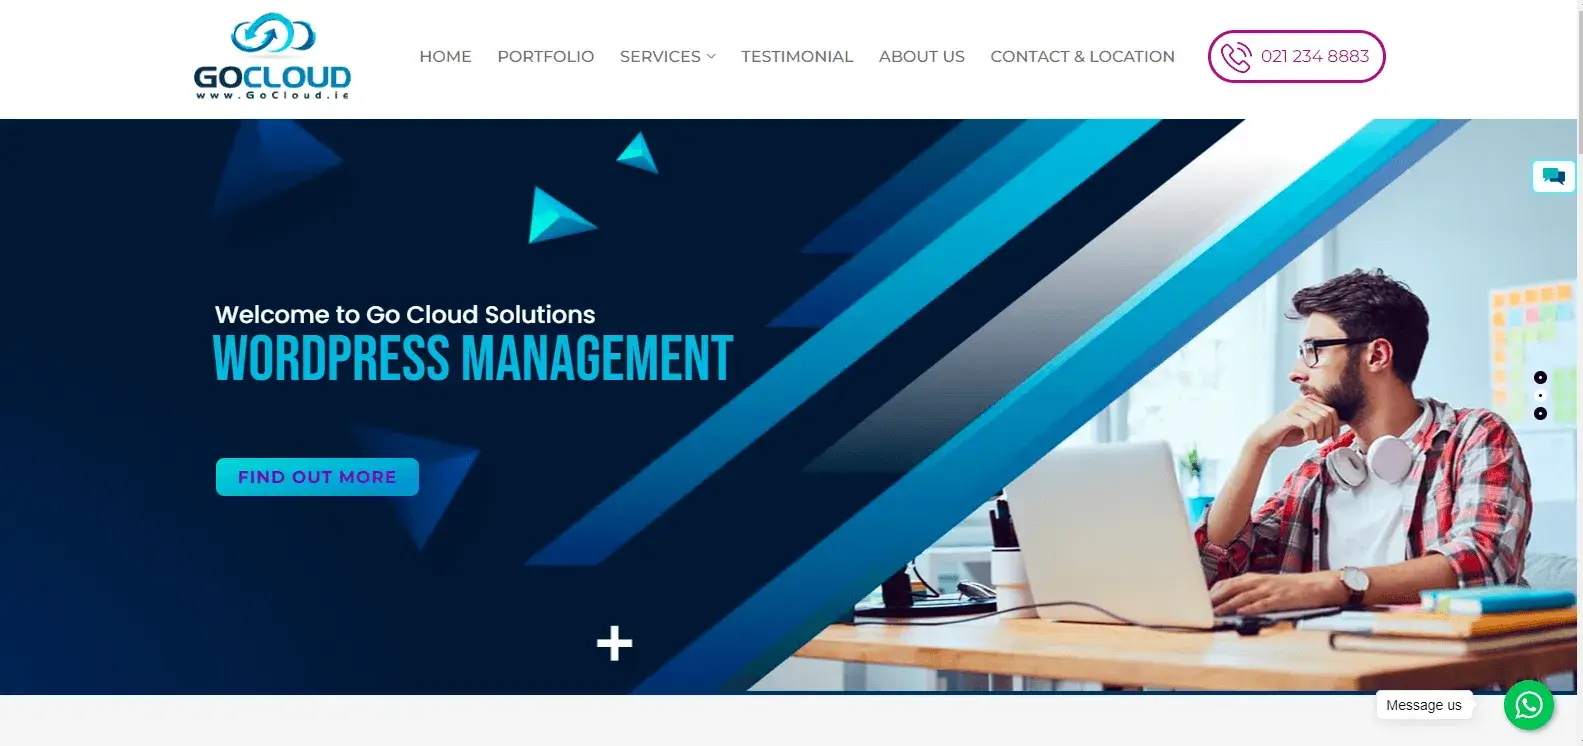 GOCLOUD
www.GoCloud.ie
HOME PORTFOLIO SERVICES TESTIMONIAL ABOUT US CONTACT & LOCATION 021 234 8883
Welcome to Go Cloud Solutions
WORDPRESS MANAGEMENT
FIND OUT MORE
Message us